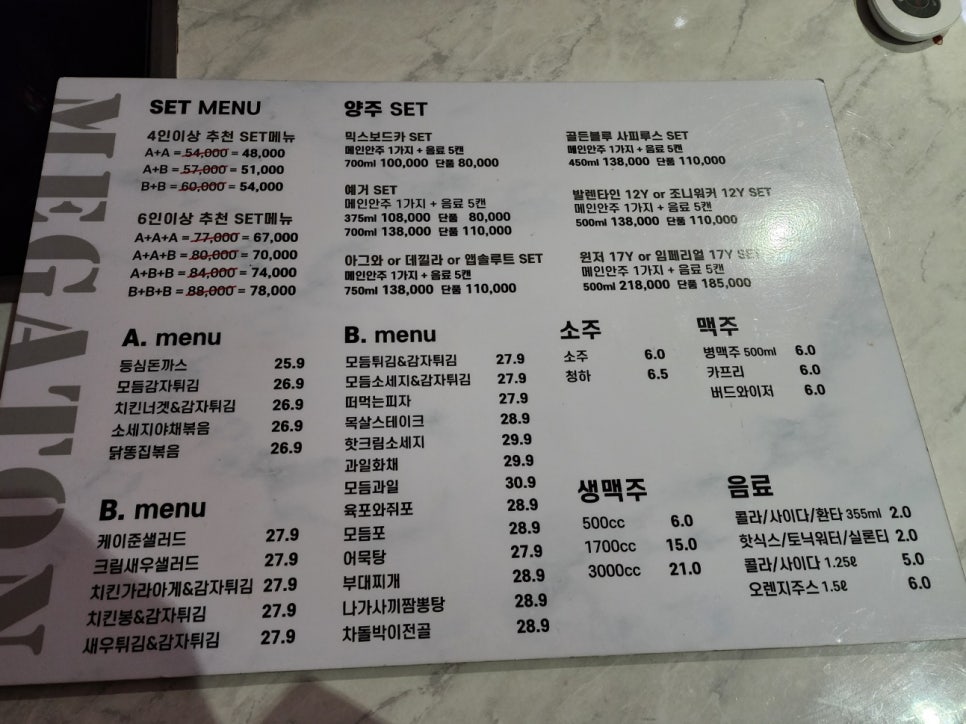 MEGATON
SET MENU
4인이상 추천 SET메뉴
A+A = 54,000 = 48,000
A+B = 57,000 = 51,000
B+B = 60,000 = 54,000
6인이상 추천 SET메뉴
A+A+A = 77,000 = 67,000
A+A+B = 80,000 = 70,000
A+B+B = 84,000 = 74,000
B+B+B = 88,000 = 78,000
양주 SET
믹스보드카 SET
메인안주 1가지 + 음료 5캔
700ml 100,000 단품 80,000
예거 SET
메인안주 1가지 + 음료 5캔
375ml 108,000 단품 80,000
700ml 138,000 단품 110,000
아그와 or 데낄라 or 앱솔루트 SET
메인안주 1가지 + 음료 5캔
750ml 138,000 단품 110,000
골든블루 사피루스 SET
메인안주 1가지 + 음료 5캔
450ml 138,000 단품 110,000
발렌타인 12Y or 조니워커 12Y SET
메인안주 1가지 + 음료 5캔
500ml 138,000 단품 110,000
윈저 17Y or 임페리얼 17Y SET
메인안주 1가지 + 음료 5캔
500ml 218,000 단품 185,000
A. menu
등심돈까스 25.9
모듬감자튀김 26.9
치킨너겟&감자튀김 26.9
소세지야채볶음 26.9
닭똥집볶음 26.9
B. menu
케이준샐러드 27.9
크림새우샐러드 27.9
치킨가라아게&감자튀김 27.9
치킨봉&감자튀김 27.9
새우튀김&감자튀김 27.9
B. menu
모듬튀김&감자튀김 27.9
모듬소세지&감자튀김 27.9
떠먹는피자 27.9
목살스테이크 28.9
핫크림소세지 29.9
과일화채 29.9
모듬과일 30.9
육포와쥐포 28.9
모듬포 28.9
어묵탕 27.9
부대찌개 28.9
나가사끼짬뽕탕 28.9
차돌박이전골 28.9
소주
소주 6.0
청하 6.5
맥주
병맥주 500ml 6.0
카프리 6.0
버드와이저 6.0
생맥주
500cc 6.0
1700cc 15.0
3000cc 21.0
음료
콜라/사이다/환타 355ml 2.0
핫식스/토닉워터/실론티 2.0
콜라/사이다 1.25ℓ 5.0
오렌지주스 1.5ℓ 6.0